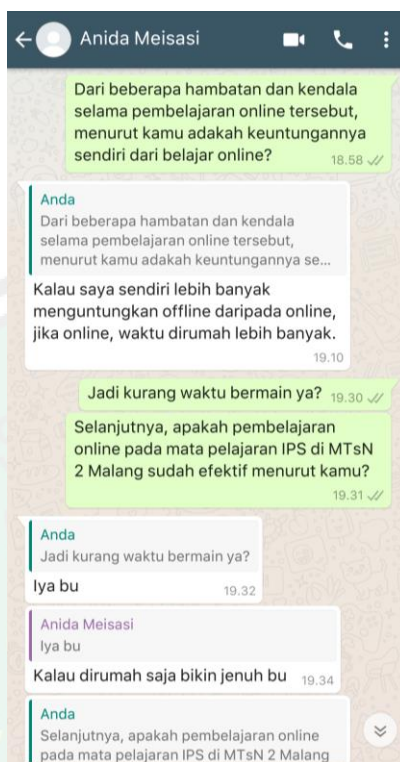 Anida Meisasi
Dari beberapa hambatan dan kendala
selama pembelajaran online tersebut,
menurut kamu adakah keuntungannya
sendiri dari belajar online?
18.58
Anda
Dari beberapa hambatan dan kendala
selama pembelajaran online tersebut,
menurut kamu adakah keuntungannya se...
Kalau saya sendiri lebih banyak
menguntungkan offline daripada online,
jika online, waktu dirumah lebih banyak.
19.10
Jadi kurang waktu bermain ya? 19.30
Selanjutnya, apakah pembelajaran
online pada mata pelajaran IPS di MTsN
2 Malang sudah efektif menurut kamu?
19.31
Anda
Jadi kurang waktu bermain ya?
Iya bu 19.32
Anida Meisasi
Iya bu
Kalau dirumah saja bikin jenuh bu 19.34
Anda
Selanjutnya, apakah pembelajaran online
pada mata pelajaran IPS di MTsN 2 Malang